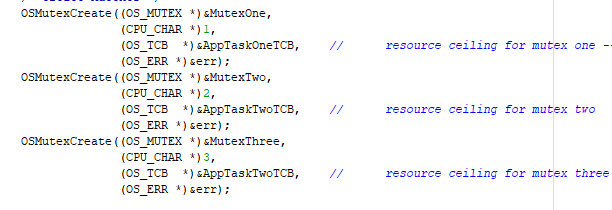 OSMutexCreate((OS_MUTEX *)&MutexOne,
(CPU_CHAR *)1,
(OS_TCB  *)&AppTaskOneTCB,    //      resource ceiling for mutex one --
(OS_ERR *)&err);
OSMutexCreate((OS_MUTEX *)&MutexTwo,
(CPU_CHAR *)2,
(OS_TCB  *)&AppTaskTwoTCB,    //      resource ceiling for mutex two
(OS_ERR *)&err);
OSMutexCreate((OS_MUTEX *)&MutexThree,
(CPU_CHAR *)3,
(OS_TCB  *)&AppTaskTwoTCB,    //      resource ceiling for mutex three
(OS_ERR *)&err);